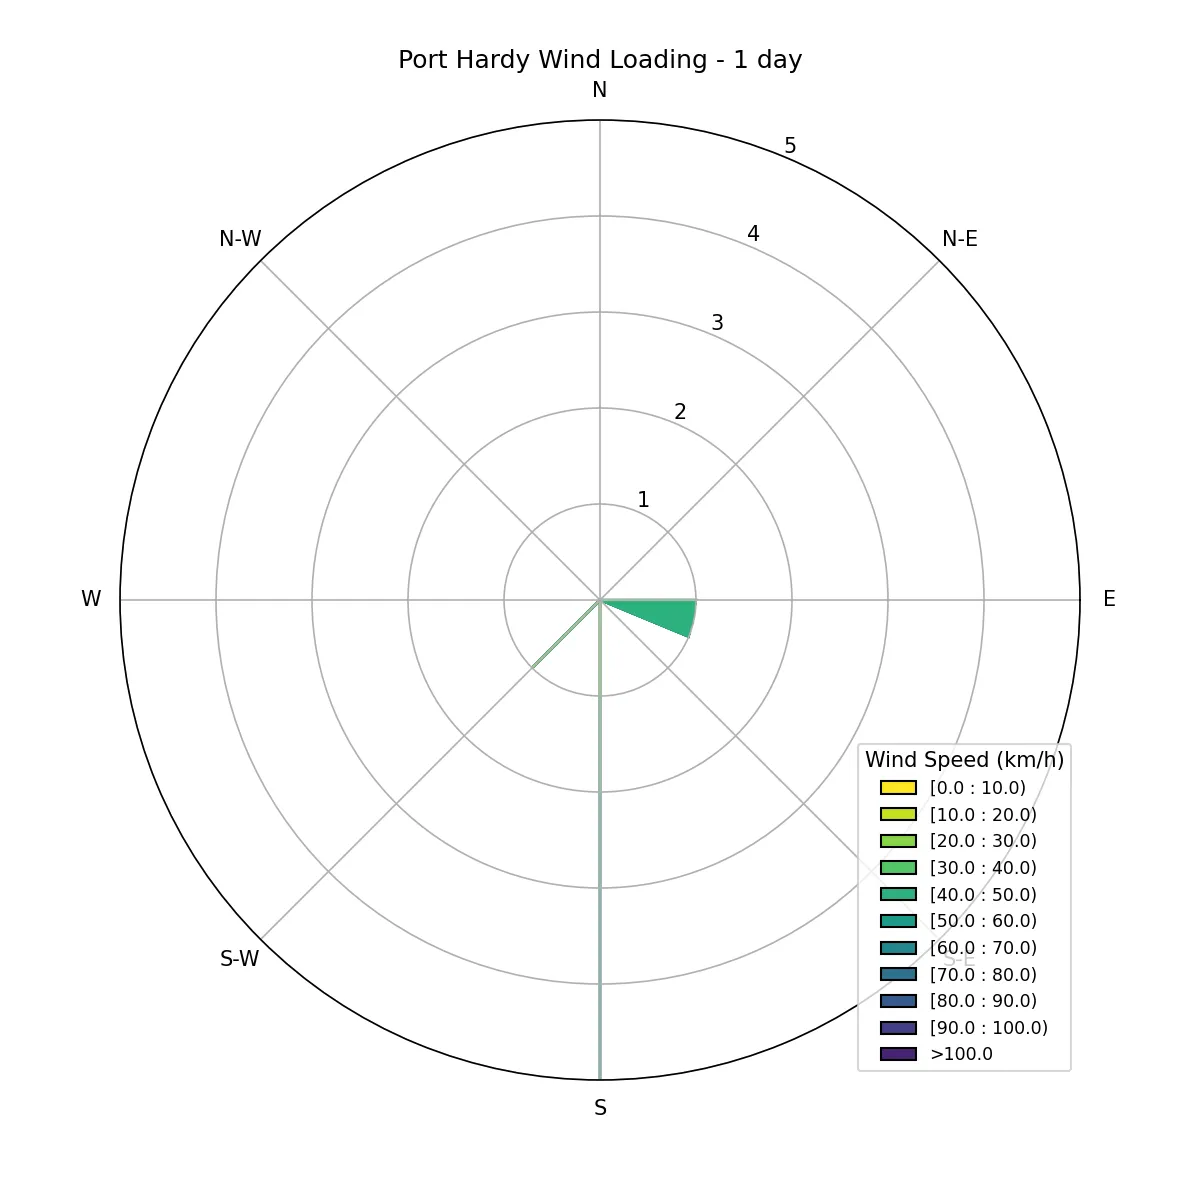 Port Hardy Wind Loading - 1 day
N
5
N-W
N-E
4
3
2
1
W
E
Wind Speed (km/h)
[0.0 : 10.0)
[10.0 : 20.0)
[20.0 : 30.0)
[30.0 : 40.0)
[40.0 : 50.0)
[50.0 : 60.0)
[60.0 : 70.0)
[70.0 : 80.0)
[80.0 : 90.0)
[90.0 : 100.0)
>100.0
S-W
S-E
S